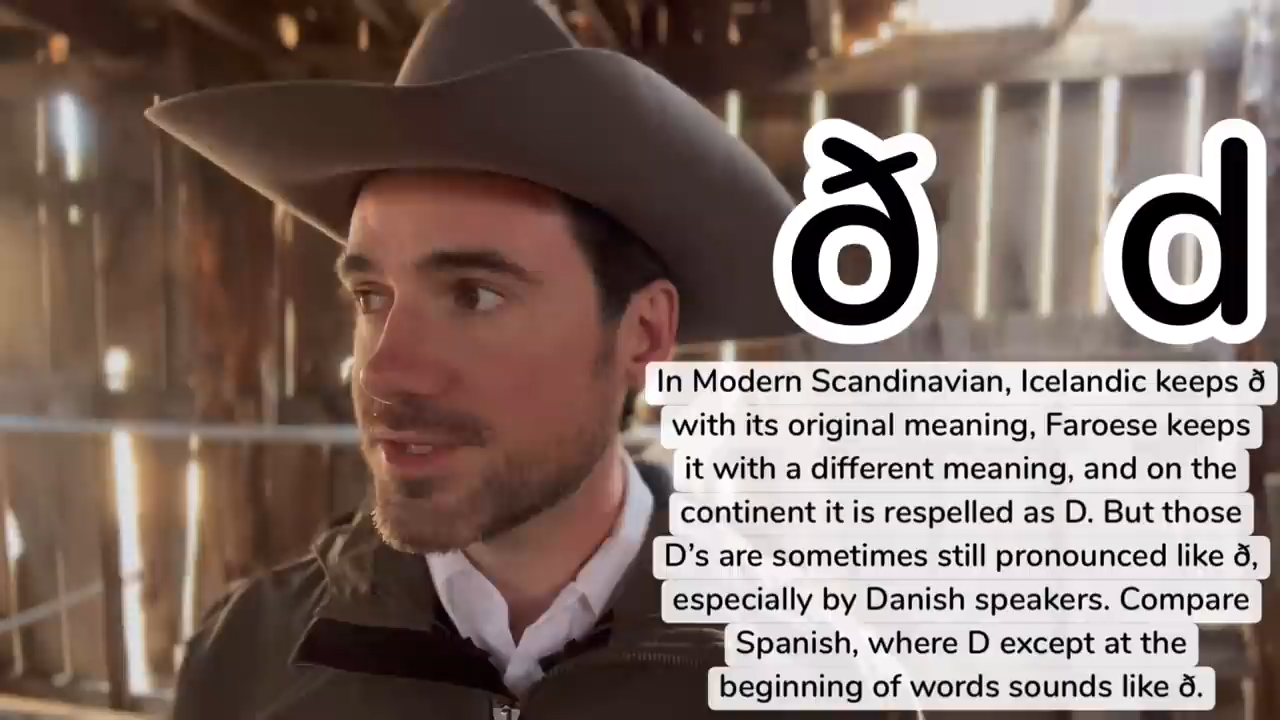 ð d
In Modern Scandinavian, Icelandic keeps ð
with its original meaning, Faroese keeps
it with a different meaning, and on the
continent it is respelled as D. But those
D’s are sometimes still pronounced like ð,
especially by Danish speakers. Compare
Spanish, where D except at the
beginning of words sounds like ð.